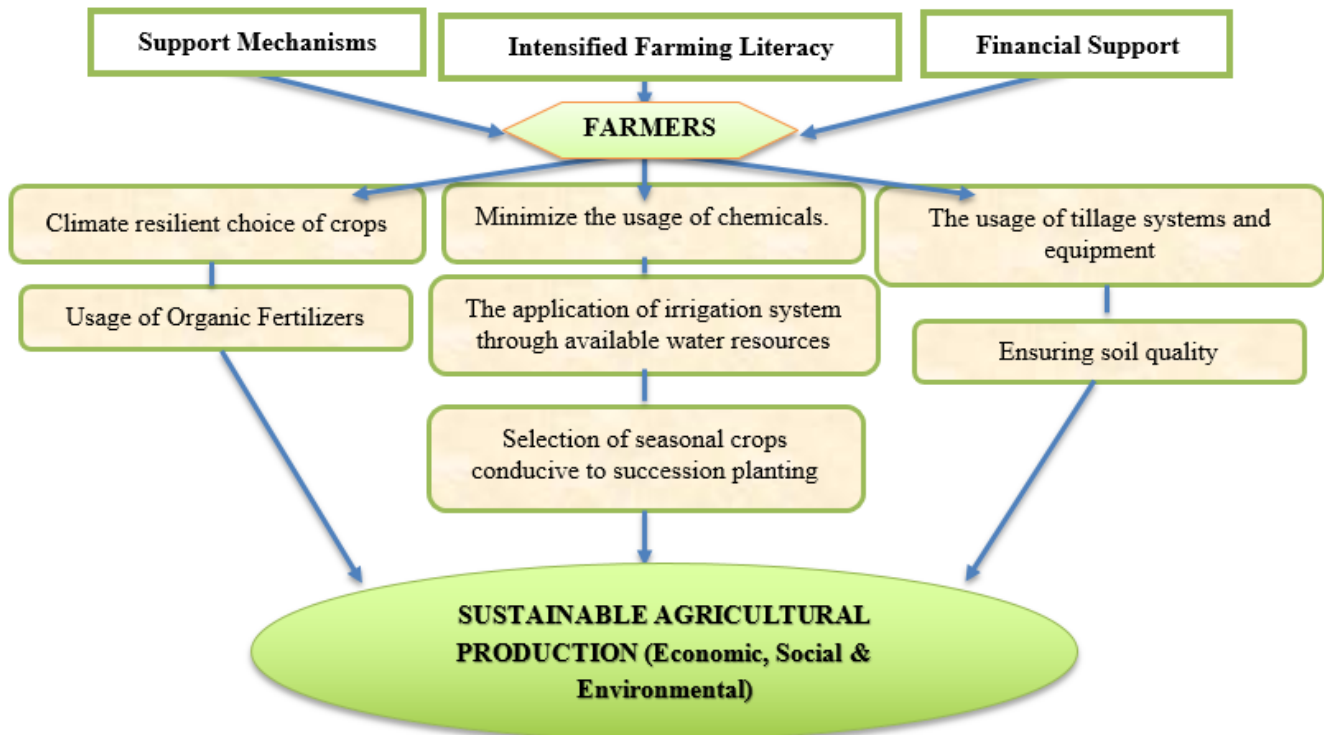 Support Mechanisms
Intensified Farming Literacy
Financial Support
FARMERS
Climate resilient choice of crops
Minimize the usage of chemicals.
The usage of tillage systems and
equipment
Usage of Organic Fertilizers
The application of irrigation system
through available water resources
Ensuring soil quality
Selection of seasonal crops
conducive to succession planting
SUSTAINABLE AGRICULTURAL
PRODUCTION (Economic, Social &
Environmental)